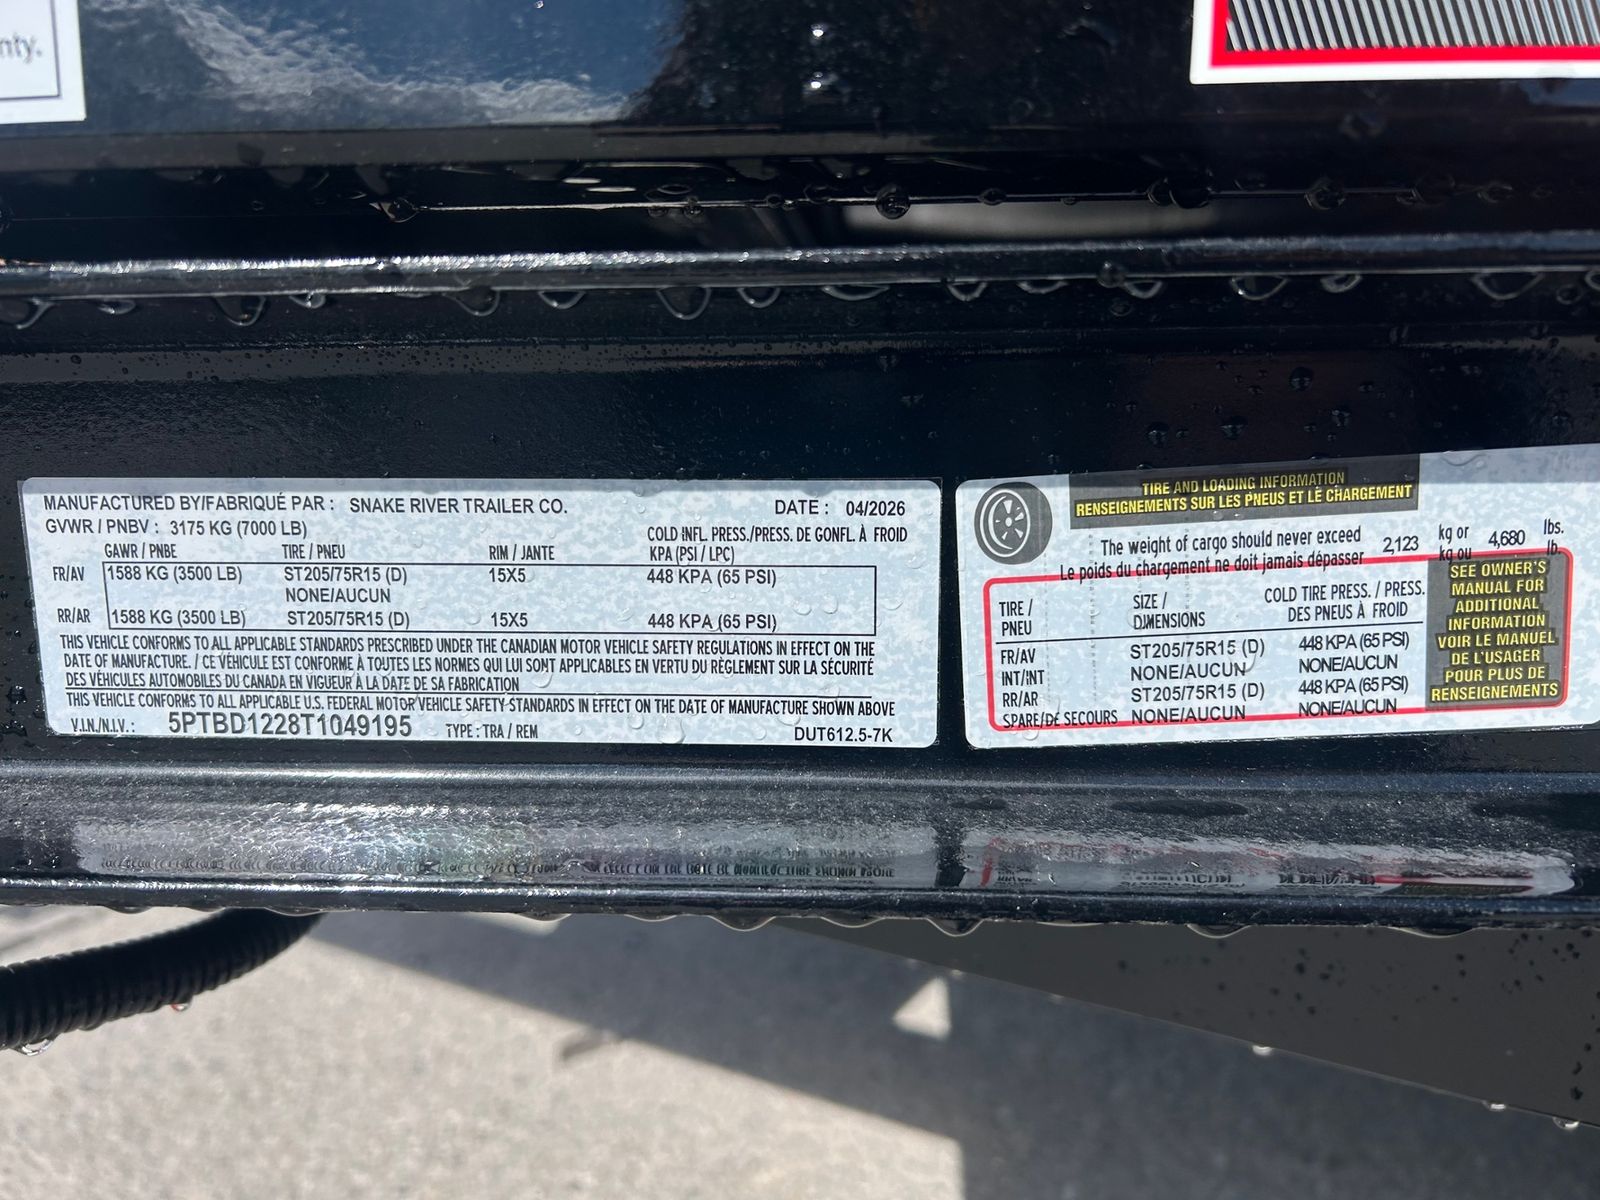 nty.
MANUFACTURED BY/FABRIQUÉ PAR : SNAKE RIVER TRAILER CO. DATE : 04/2026
GVWR / PNBV : 3175 KG (7000 LB) COLD INFL. PRESS./PRESS. DE GONFL. À FROID
GAWR / PNBE TIRE / PNEU RIM / JANTE KPA (PSI / LPC)
FR/AV 1588 KG (3500 LB) ST205/75R15 (D) 15X5 448 KPA (65 PSI)
NONE/AUCUN
RR/AR 1588 KG (3500 LB) ST205/75R15 (D) 15X5 448 KPA (65 PSI)
THIS VEHICLE CONFORMS TO ALL APPLICABLE STANDARDS PRESCRIBED UNDER THE CANADIAN MOTOR VEHICLE SAFETY REGULATIONS IN EFFECT ON THE
DATE OF MANUFACTURE. / CE VÉHICULE EST CONFORME À TOUTES LES NORMES QUI LUI SONT APPLICABLES EN VERTU DU RÈGLEMENT SUR LA SÉCURITÉ
DES VÉHICULES AUTOMOBILES DU CANADA EN VIGUEUR À LA DATE DE SA FABRICATION
THIS VEHICLE CONFORMS TO ALL APPLICABLE U.S. FEDERAL MOTOR VEHICLE SAFETY STANDARDS IN EFFECT ON THE DATE OF MANUFACTURE SHOWN ABOVE
V.I.N./N.I.V.: 5PTBD1228T1049195 TYPE : TRA / REM DUT612.5-7K
TIRE AND LOADING INFORMATION
RENSEIGNEMENTS SUR LES PNEUS ET LE CHARGEMENT
The weight of cargo should never exceed 2,123 kg or 4,680 lbs.
Le poids du chargement ne doit jamais dépasser kg ou lb.
TIRE / SIZE / COLD TIRE PRESS. / PRESS.
PNEU DIMENSIONS DES PNEUS À FROID
FR/AV ST205/75R15 (D) 448 KPA (65 PSI)
INT/INT NONE/AUCUN NONE/AUCUN
RR/AR ST205/75R15 (D) 448 KPA (65 PSI)
SPARE/DE SECOURS NONE/AUCUN NONE/AUCUN
SEE OWNER'S
MANUAL FOR
ADDITIONAL
INFORMATION
VOIR LE MANUEL
DE L'USAGER
POUR PLUS DE
RENSEIGNEMENTS